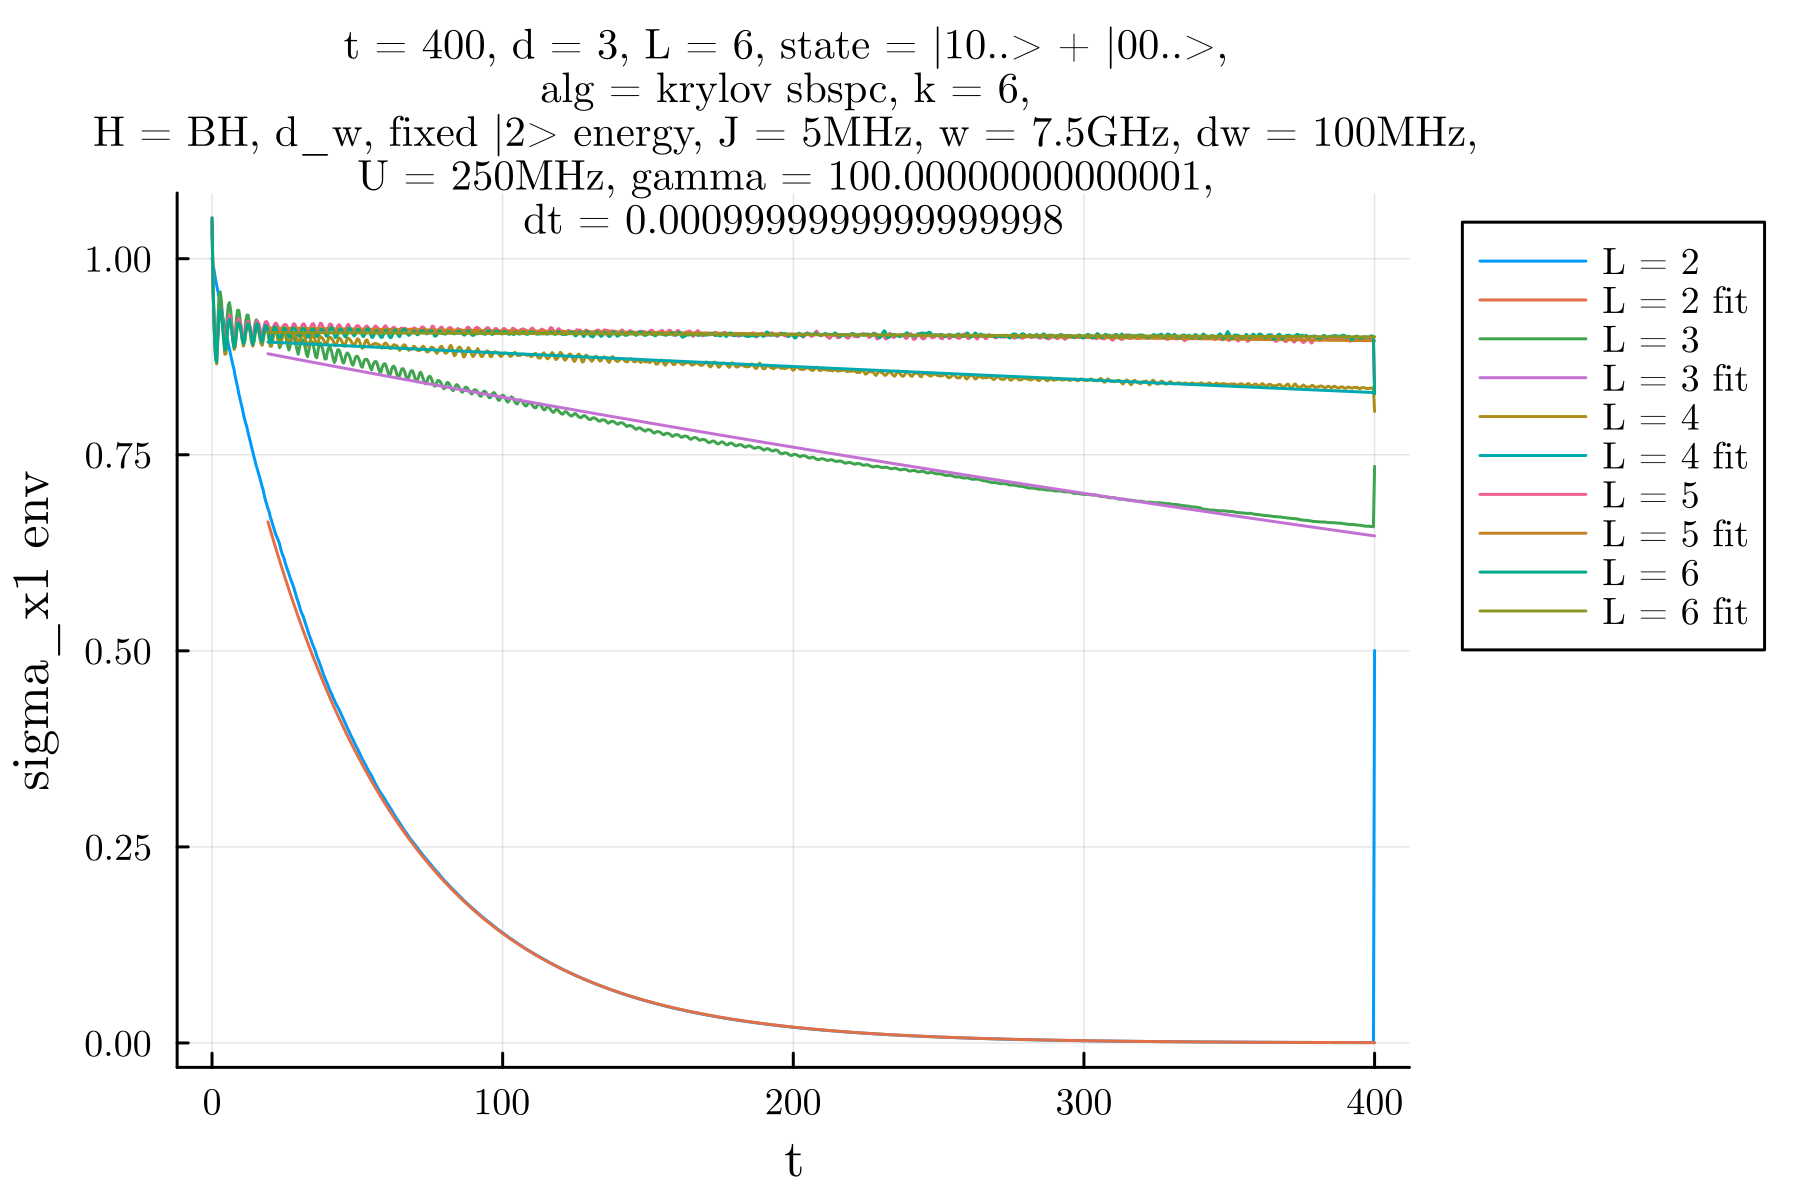 t = 400, d = 3, L = 6, state = |10..> + |00..>,
alg = krylov sbspc, k = 6,
H = BH, d_w, fixed |2> energy, J = 5MHz, w = 7.5GHz, dw = 100MHz,
U = 250MHz, gamma = 100.00000000000001,
dt = 0.0009999999999999998
sigma_x1 env
1.00
0.75
0.50
0.25
0.00
0
100
200
300
400
t
L = 2
L = 2 fit
L = 3
L = 3 fit
L = 4
L = 4 fit
L = 5
L = 5 fit
L = 6
L = 6 fit